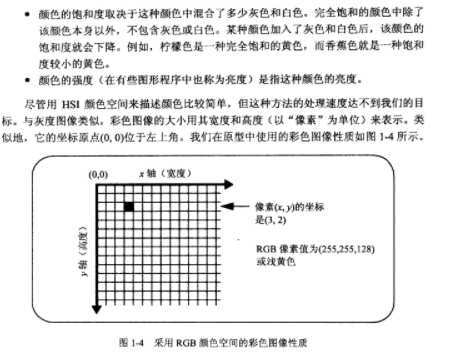 • 颜色的饱和度取决于这种颜色中混合了多少灰色和白色。完全饱和的颜色中除了
该颜色本身以外，不包含灰色或白色。某种颜色加入了灰色和白色后，该颜色的
饱和度就会下降。例如，柠檬色是一种完全饱和的黄色，而香蕉色就是一种饱和
度较小的黄色。
• 颜色的强度（在有些图形程序中也称为亮度）是指这种颜色的亮度。
尽管用 HSI 颜色空间来描述颜色比较简单，但这种方法的处理速度达不到我们的目
标。与灰度图像类似，彩色图像的大小用其宽度和高度（以“像素”为单位）来表示。类
似地，它的坐标原点(0, 0)位于左上角。我们在原型中使用的彩色图像性质如图 1-4 所示。
(0,0) x 轴（宽度）
y 轴（高度）
像素(x, y)的坐标
是(3, 2)
RGB 像素值为(255,255,128)
或浅黄色
图 1-4 采用 RGB 颜色空间的彩色图像性质